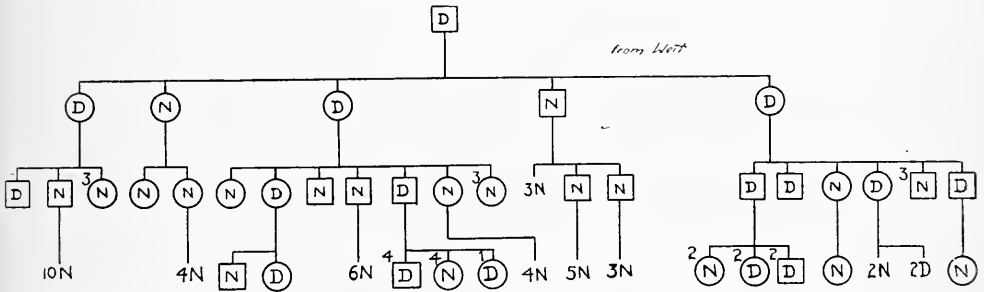 D
from West
D N D N D
3 3 3
D N N N N N D N N D N N 3N N N D D N D N D
4 4 1 2 2 2
10N 4N N D 6N D N D 4N 5N 3N N D D N 2N 2D N